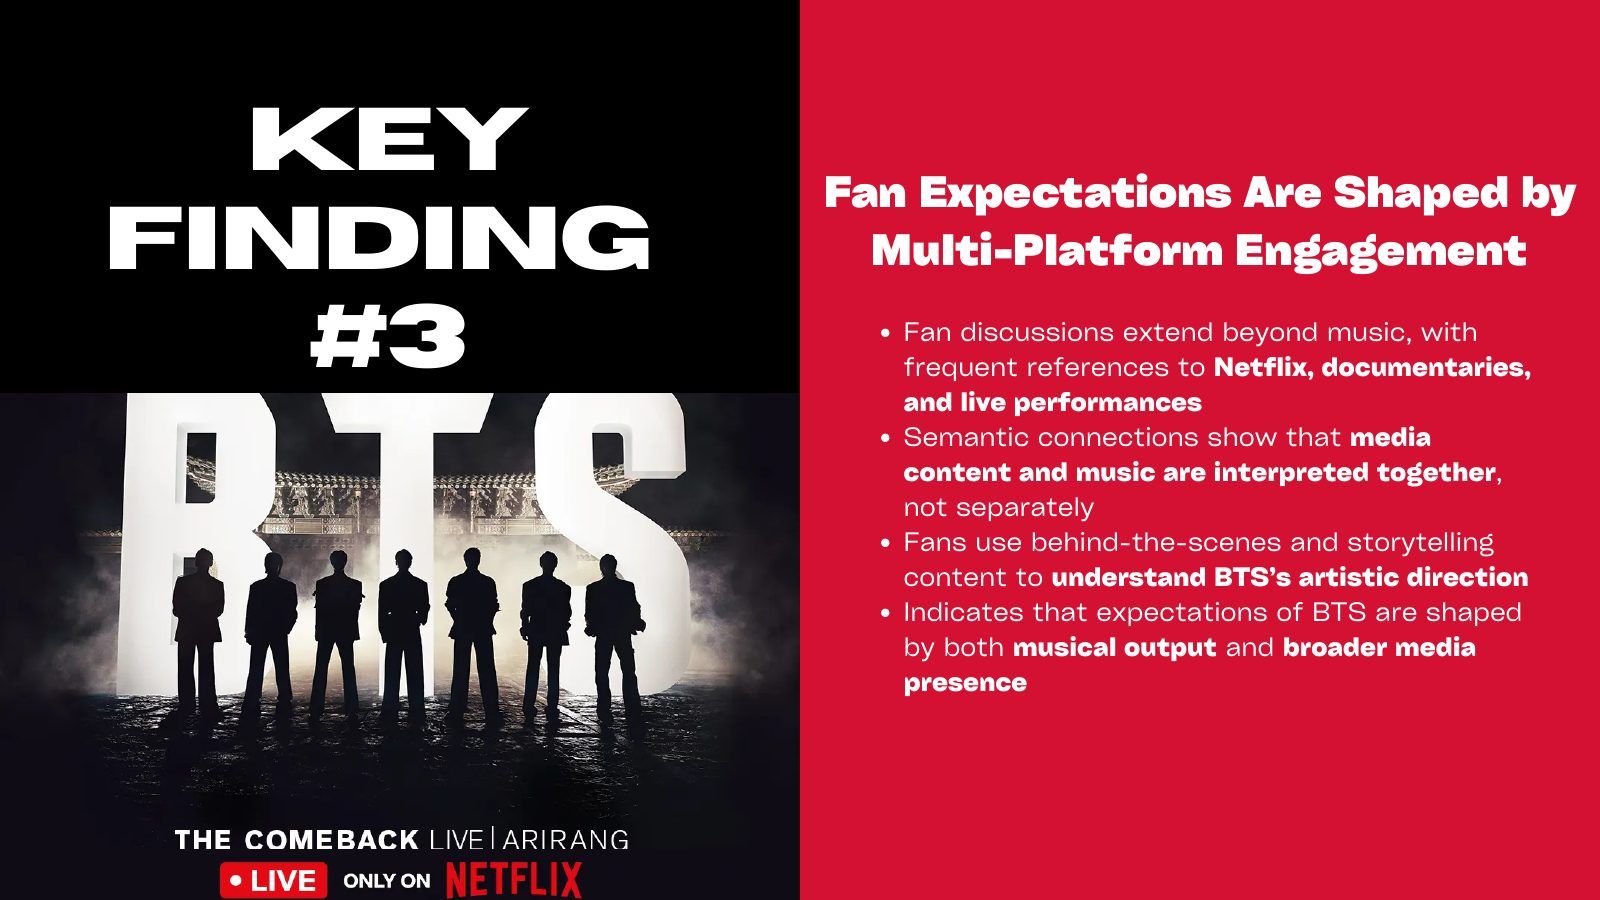 KEY
FINDING
#3
BTS
THE COMEBACK LIVE | ARIRANG
• LIVE ONLY ON NETFLIX
Fan Expectations Are Shaped by
Multi-Platform Engagement
• Fan discussions extend beyond music, with
frequent references to Netflix, documentaries,
and live performances
• Semantic connections show that media
content and music are interpreted together,
not separately
• Fans use behind-the-scenes and storytelling
content to understand BTS’s artistic direction
• Indicates that expectations of BTS are shaped
by both musical output and broader media
presence